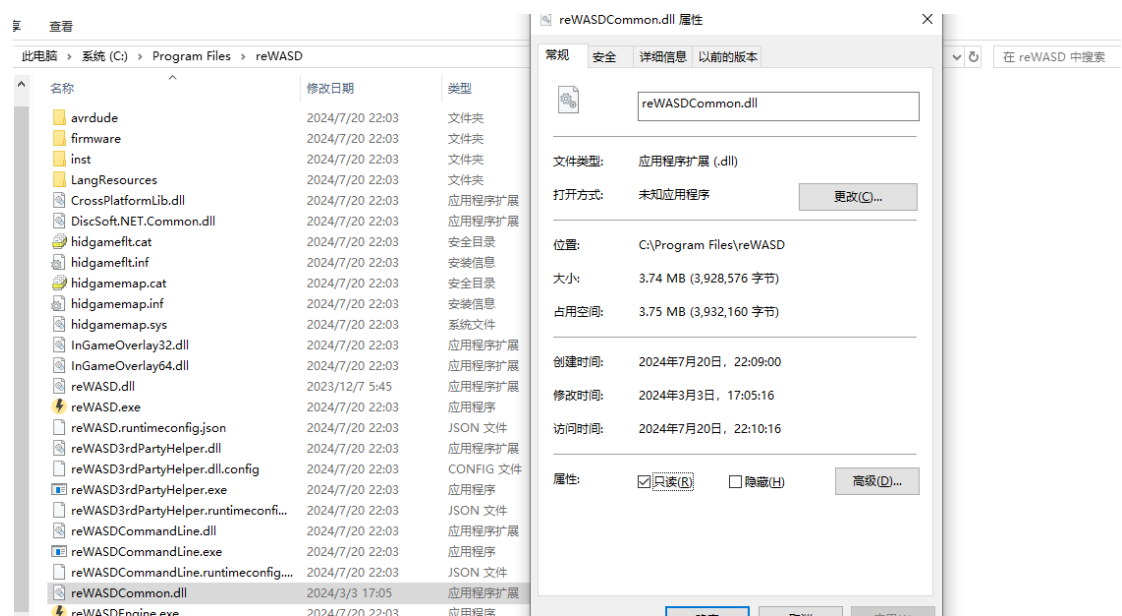 查看
此电脑 › 系统 (C:) › Program Files › reWASD
在 reWASD 中搜索
名称 修改日期 类型
avrdude 2024/7/20 22:03 文件夹
firmware 2024/7/20 22:03 文件夹
inst 2024/7/20 22:03 文件夹
LangResources 2024/7/20 22:03 文件夹
CrossPlatformLib.dll 2024/7/20 22:03 应用程序扩展
DiscSoft.NET.Common.dll 2024/7/20 22:03 应用程序扩展
hidgameflt.cat 2024/7/20 22:03 安全目录
hidgameflt.inf 2024/7/20 22:03 安装信息
hidgamemap.cat 2024/7/20 22:03 安全目录
hidgamemap.inf 2024/7/20 22:03 安装信息
hidgamemap.sys 2024/7/20 22:03 系统文件
InGameOverlay32.dll 2024/7/20 22:03 应用程序扩展
InGameOverlay64.dll 2024/7/20 22:03 应用程序扩展
reWASD.dll 2023/12/7 5:45 应用程序扩展
reWASD.exe 2024/7/20 22:03 应用程序
reWASD.runtimeconfig.json 2024/7/20 22:03 JSON 文件
reWASD3rdPartyHelper.dll 2024/7/20 22:03 应用程序扩展
reWASD3rdPartyHelper.dll.config 2024/7/20 22:03 CONFIG 文件
reWASD3rdPartyHelper.exe 2024/7/20 22:03 应用程序
reWASD3rdPartyHelper.runtimeconfi... 2024/7/20 22:03 JSON 文件
reWASDCommandLine.dll 2024/7/20 22:03 应用程序扩展
reWASDCommandLine.exe 2024/7/20 22:03 应用程序
reWASDCommandLine.runtimeconfig.... 2024/7/20 22:03 JSON 文件
reWASDCommon.dll 2024/3/3 17:05 应用程序扩展
reWASDEngine.exe 2024/7/20 22:03 应用程序
reWASDCommon.dll 属性
常规 安全 详细信息 以前的版本
reWASDCommon.dll
文件类型: 应用程序扩展 (.dll)
打开方式: 未知应用程序 更改(C)...
位置: C:\Program Files\reWASD
大小: 3.74 MB (3,928,576 字节)
占用空间: 3.75 MB (3,932,160 字节)
创建时间: 2024年7月20日，22:09:00
修改时间: 2024年3月3日，17:05:16
访问时间: 2024年7月20日，22:10:16
属性: 只读(R) 隐藏(H) 高级(D)...